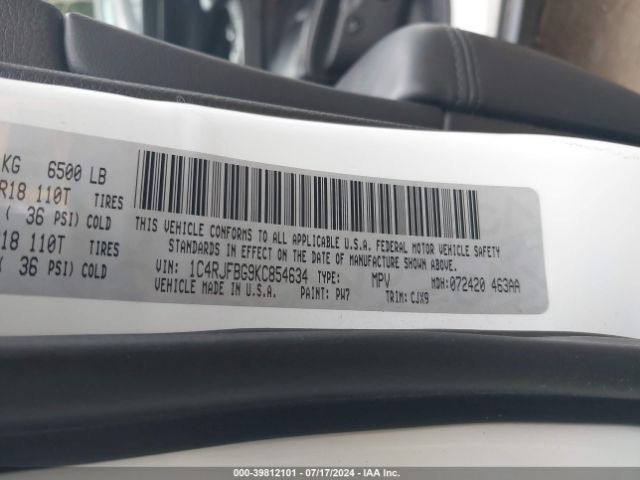 KG 6500 LB
R18 110T TIRES
( 36 PSI) COLD
R18 110T TIRES
( 36 PSI) COLD
THIS VEHICLE CONFORMS TO ALL APPLICABLE U.S.A. FEDERAL MOTOR VEHICLE SAFETY
STANDARDS IN EFFECT ON THE DATE OF MANUFACTURE SHOWN ABOVE.
VIN: 1C4RJFBG9KC854634 TYPE: MPV MDH: 072420 463AA
VEHICLE MADE IN U.S.A. PAINT: PW7 TRIM: CJX9
©000-39812101 - 07/17/2024 - IAA Inc.